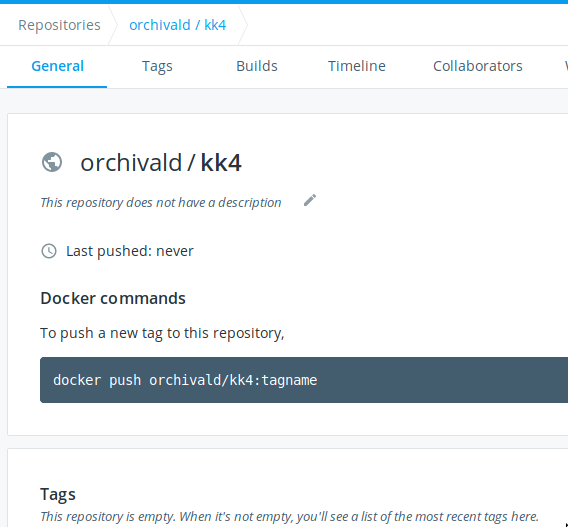 Repositories orchivald / kk4
General Tags Builds Timeline Collaborators
orchivald / kk4
This repository does not have a description
Last pushed: never
Docker commands
To push a new tag to this repository,
docker push orchivald/kk4:tagname
Tags
This repository is empty. When it's not empty, you'll see a list of the most recent tags here.